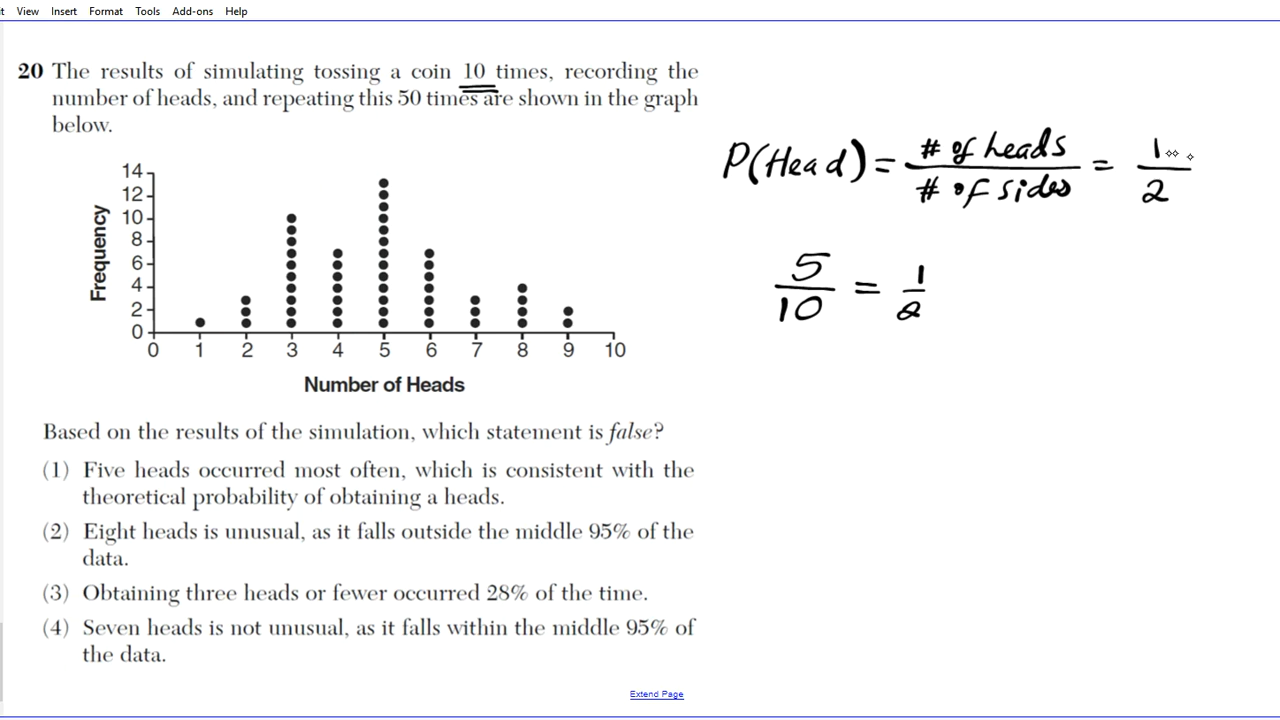 t View Insert Format Tools Add-ons Help
20 The results of simulating tossing a coin 10 times, recording the
number of heads, and repeating this 50 times are shown in the graph
below.
P(Head) = # of heads / # of sides = 1 / 2
5 / 10 = 1 / 2
14
12
10
8
6
4
2
0
Frequency
0 1 2 3 4 5 6 7 8 9 10
Number of Heads
Based on the results of the simulation, which statement is false?
(1) Five heads occurred most often, which is consistent with the
theoretical probability of obtaining a heads.
(2) Eight heads is unusual, as it falls outside the middle 95% of the
data.
(3) Obtaining three heads or fewer occurred 28% of the time.
(4) Seven heads is not unusual, as it falls within the middle 95% of
the data.
Extend Page